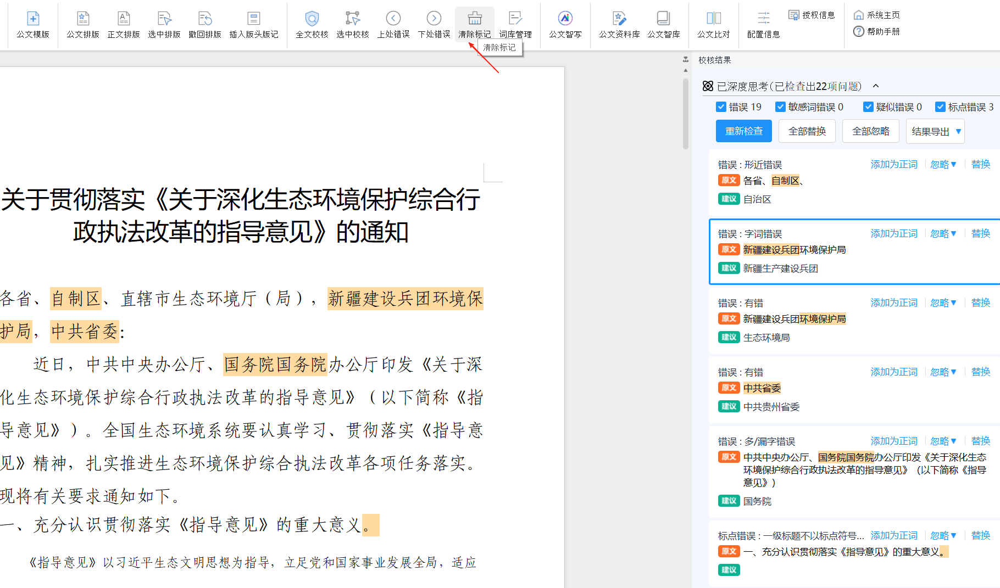 公文模版
公文排版
正文排版
选中排版
撤回排版
插入版头版记
全文校核
选中校核
上处错误
下处错误
清除标记
词库管理
公文智写
公文资料库
公文智库
公文比对
配置信息
授权信息
系统主页
帮助手册
清除标记
关于贯彻落实《关于深化生态环境保护综合行
政执法改革的指导意见》的通知
各省、自制区、直辖市生态环境厅（局），新疆建设兵团环境保
护局，中共省委：
近日，中共中央办公厅、国务院国务院办公厅印发《关于深
化生态环境保护综合行政执法改革的指导意见》（以下简称《指
导意见》）。全国生态环境系统要认真学习、贯彻落实《指导意
见》精神，扎实推进生态环境保护综合执法改革各项任务落实。
现将有关要求通知如下。
一、充分认识贯彻落实《指导意见》的重大意义。
《指导意见》以习近平生态文明思想为指导，立足党和国家事业发展全局，适应
校核结果
已深度思考(已检查出22项问题)
错误 19 敏感词错误 0 疑似错误 0 标点错误 3
重新检查 全部替换 全部忽略 结果导出 ▼
错误 : 形近错误 添加为正词 忽略▼ 替换
原文 各省、自制区、
建议 自治区
错误 : 字词错误 添加为正词 忽略▼ 替换
原文 新疆建设兵团环境保护局
建议 新疆生产建设兵团
错误 : 有错 添加为正词 忽略▼ 替换
原文 新疆建设兵团环境保护局
建议 生态环境局
错误 : 有错 添加为正词 忽略▼ 替换
原文 中共省委
建议 中共贵州省委
错误 : 多/漏字错误 添加为正词 忽略▼ 替换
原文 中共中央办公厅、国务院国务院办公厅印发《关于深化生态
环境保护综合行政执法改革的指导意见》（以下简称《指导
意见》）
建议 国务院
标点错误 : 一级标题不以标点符号... 添加为正词 忽略▼ 替换
原文 一、充分认识贯彻落实《指导意见》的重大意义。
建议